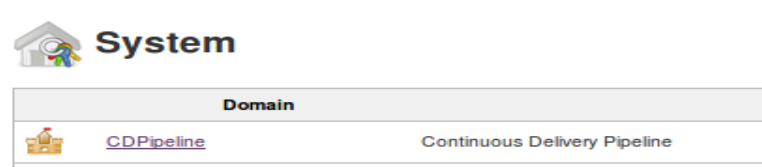 System
Domain
CDPipeline Continuous Delivery Pipeline